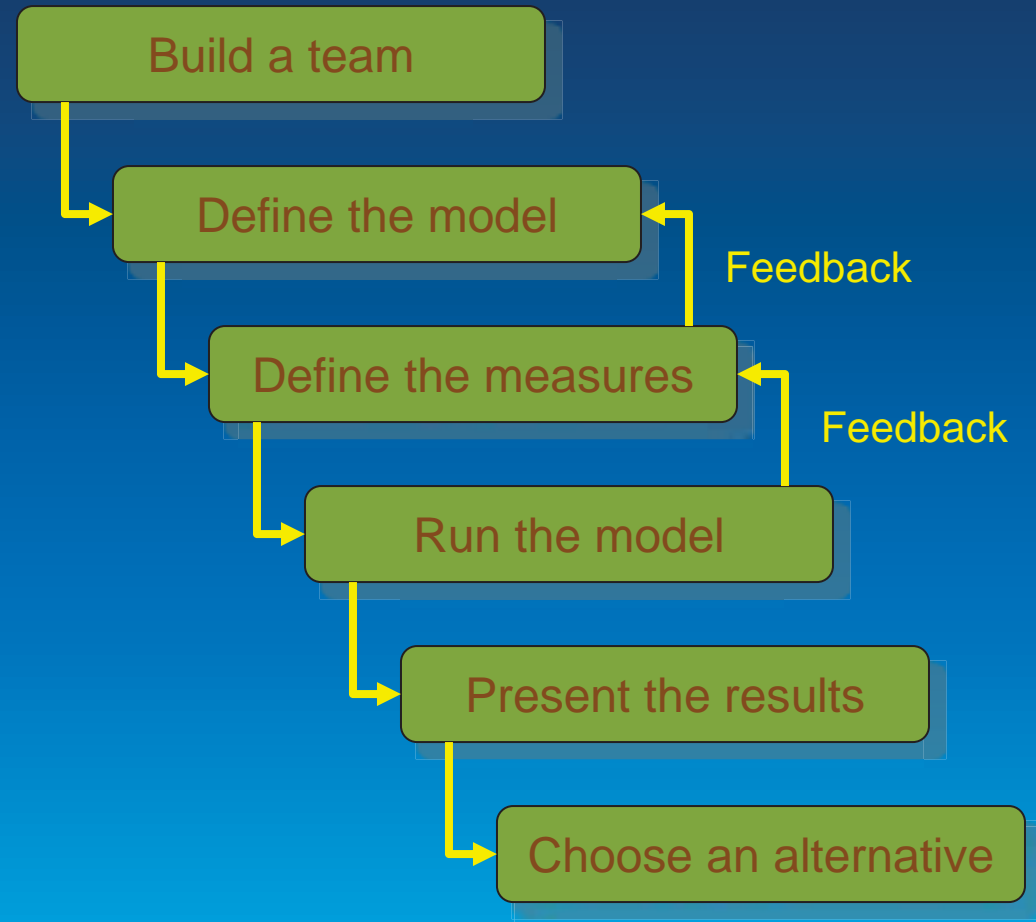 Build a team
Define the model
Feedback
Define the measures
Feedback
Run the model
Present the results
Choose an alternative